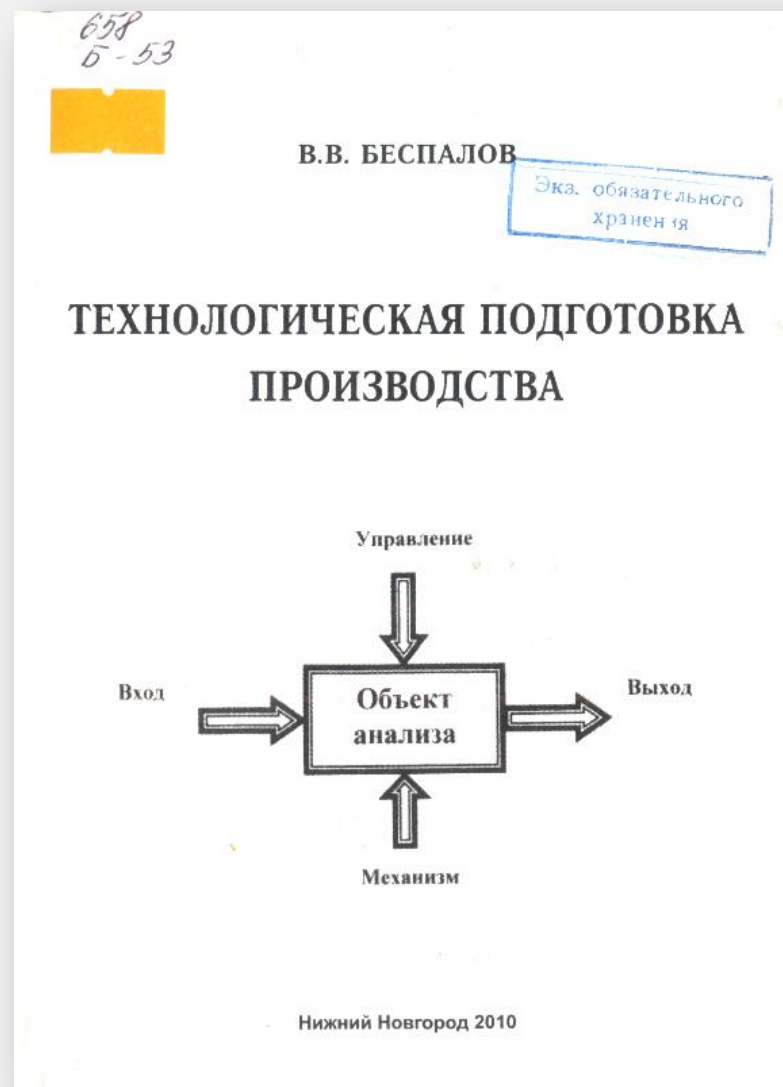 658
Б-53
В.В. БЕСПАЛОВ
Экз. обязательного
хранения
ТЕХНОЛОГИЧЕСКАЯ ПОДГОТОВКА
ПРОИЗВОДСТВА
Управление
Вход
Объект
анализа
Выход
Механизм
Нижний Новгород 2010